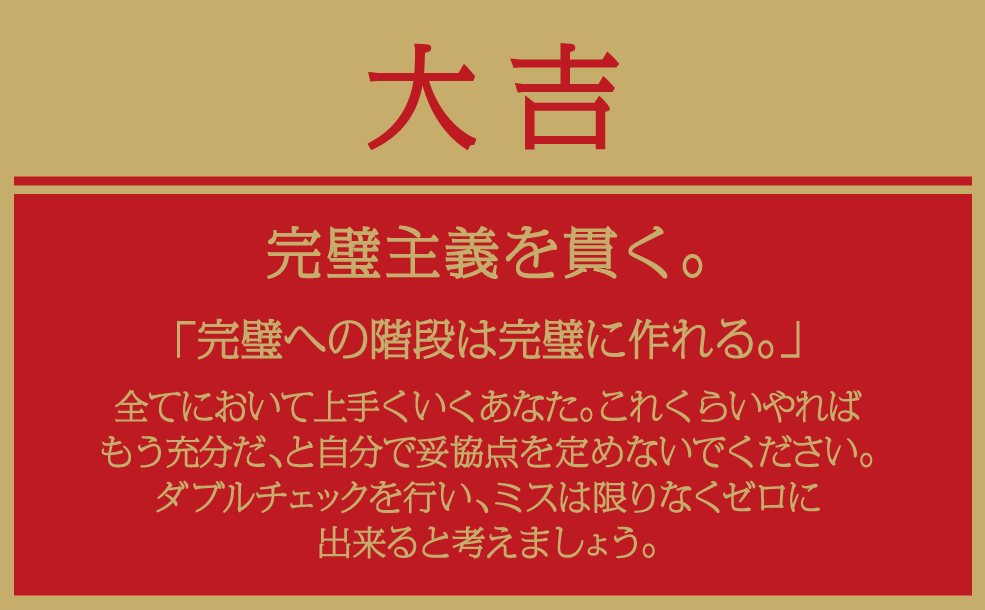 大吉
完璧主義を貫く。
「完璧への階段は完璧に作れる。」
全てにおいて上手くいくあなた。これくらいやれば
もう充分だ、と自分で妥協点を定めないでください。
ダブルチェックを行い、ミスは限りなくゼロに
出来ると考えましょう。